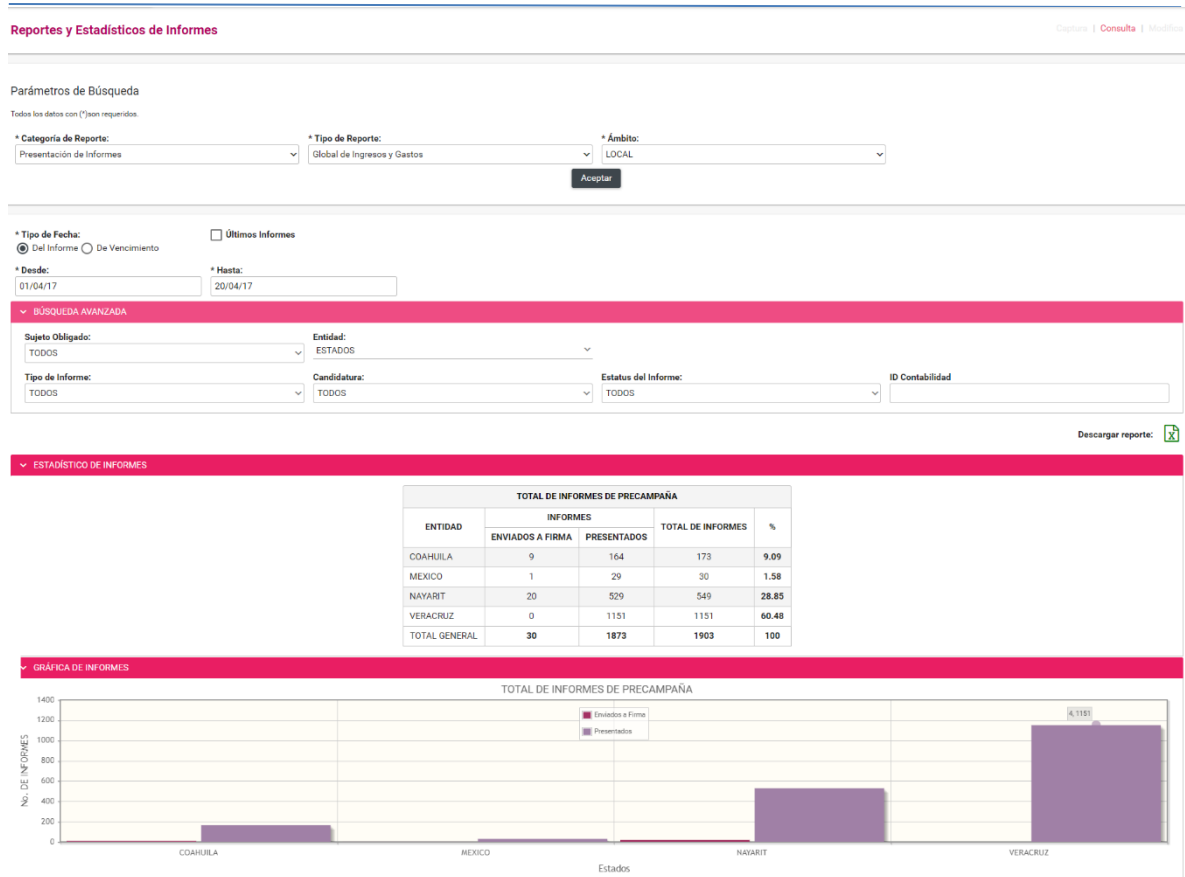 Reportes y Estadísticos de Informes
Captura | Consulta | Modifica
Parámetros de Búsqueda
Todos los datos con (*)son requeridos.
* Categoría de Reporte: * Tipo de Reporte: * Ámbito:
Presentación de Informes Global de Ingresos y Gastos LOCAL
Aceptar
* Tipo de Fecha: Últimos Informes
Del Informe De Vencimiento
* Desde: * Hasta:
01/04/17 20/04/17
BÚSQUEDA AVANZADA
Sujeto Obligado: Entidad:
TODOS ESTADOS
Tipo de Informe: Candidatura: Estatus del Informe: ID Contabilidad
TODOS TODOS TODOS
Descargar reporte:
ESTADÍSTICO DE INFORMES
TOTAL DE INFORMES DE PRECAMPAÑA
ENTIDAD INFORMES TOTAL DE INFORMES %
ENVIADOS A FIRMA PRESENTADOS
COAHUILA 9 164 173 9.09
MEXICO 1 29 30 1.58
NAYARIT 20 529 549 28.85
VERACRUZ 0 1151 1151 60.48
TOTAL GENERAL 30 1873 1903 100
GRÁFICA DE INFORMES
TOTAL DE INFORMES DE PRECAMPAÑA
Enviados a Firma
Presentados
4, 1151
No. DE INFORMES
1400
1200
1000
800
600
400
200
0
COAHUILA MEXICO NAYARIT VERACRUZ
Estados